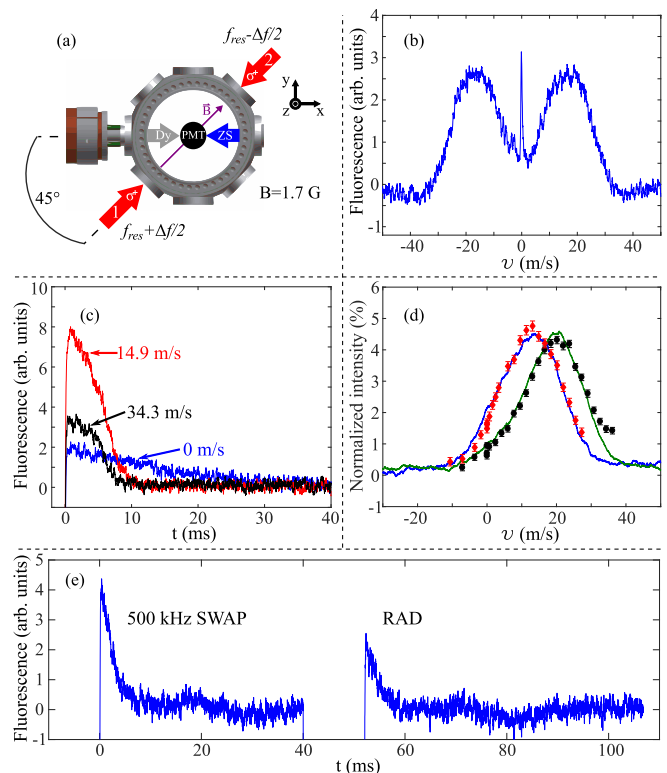 (a)
f_res-Δf/2
2
σ⁺
y
z
x
B⃗
Dy
PMT
ZS
45°
σ⁺
1
B=1.7 G
f_res+Δf/2
(b)
Fluorescence (arb. units)
4
3
2
1
0
-1
-40 -20 0 20 40
υ (m/s)
(c)
Fluorescence (arb. units)
10
8
6
4
2
0
14.9 m/s
34.3 m/s
0 m/s
0 10 20 30 40
t (ms)
(d)
Normalized intensity (%)
6
5
4
3
2
1
0
-1
-20 0 20 40
υ (m/s)
(e)
Fluorescence (arb. units)
5
4
3
2
1
0
-1
500 kHz SWAP
RAD
0 20 40 60 80 100
t (ms)